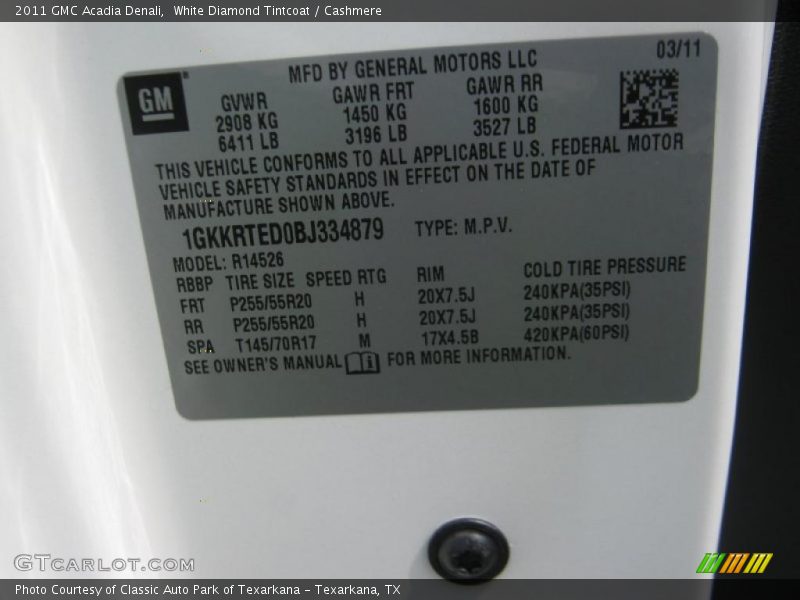 2011 GMC Acadia Denali, White Diamond Tintcoat / Cashmere
MFD BY GENERAL MOTORS LLC 03/11
GM
GVWR GAWR FRT GAWR RR
2908 KG 1450 KG 1600 KG
6411 LB 3196 LB 3527 LB
THIS VEHICLE CONFORMS TO ALL APPLICABLE U.S. FEDERAL MOTOR
VEHICLE SAFETY STANDARDS IN EFFECT ON THE DATE OF
MANUFACTURE SHOWN ABOVE.
1GKKRTED0BJ334879 TYPE: M.P.V.
MODEL: R14526
RBBP TIRE SIZE SPEED RTG RIM COLD TIRE PRESSURE
FRT P255/55R20 H 20X7.5J 240KPA(35PSI)
RR P255/55R20 H 20X7.5J 240KPA(35PSI)
SPA T145/70R17 M 17X4.5B 420KPA(60PSI)
SEE OWNER'S MANUAL FOR MORE INFORMATION.
GTCARLOT.COM
Photo Courtesy of Classic Auto Park of Texarkana - Texarkana, TX